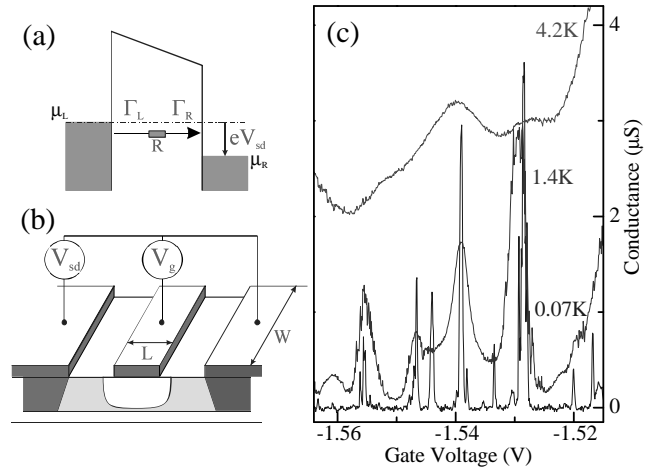 (a)
μL
ΓL
ΓR
R
eVsd
μR
(b)
Vsd
Vg
L
W
(c)
4.2K
1.4K
0.07K
4
2
0
Conductance (μS)
-1.56
-1.54
-1.52
Gate Voltage (V)